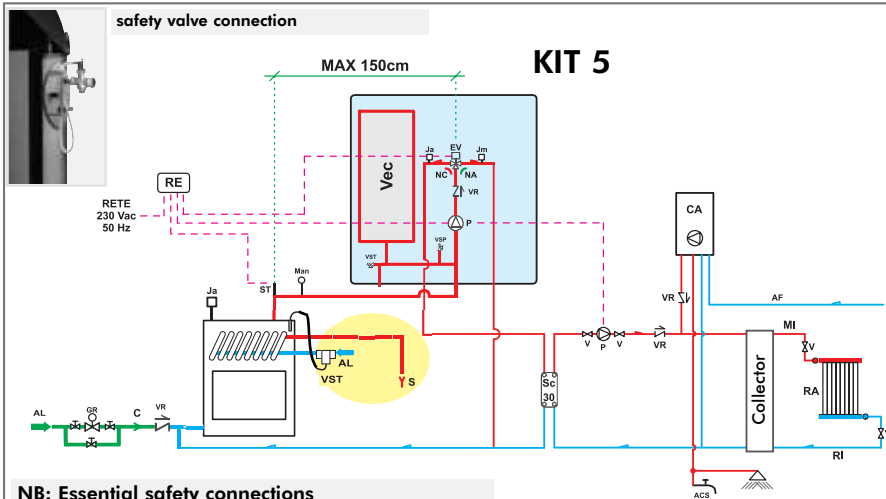 safety valve connection
KIT 5
MAX 150cm
Ja
EV
Jm
NC
NA
Vec
VR
RE
P
RETE
230 Vac
50 Hz
VSP
VST
CA
ST
Man
Ja
VR
AF
MI
V
P
V
VR
V
AL
VST
S
Sc
30
Collector
RA
AL
GR
C
VR
RI
V
ACS
NB: Essential safety connections